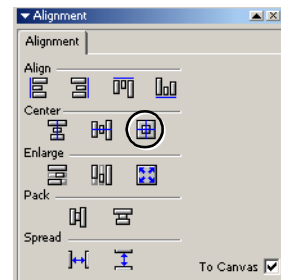 Alignment
Alignment
Align
Center
Enlarge
Pack
Spread
To Canvas